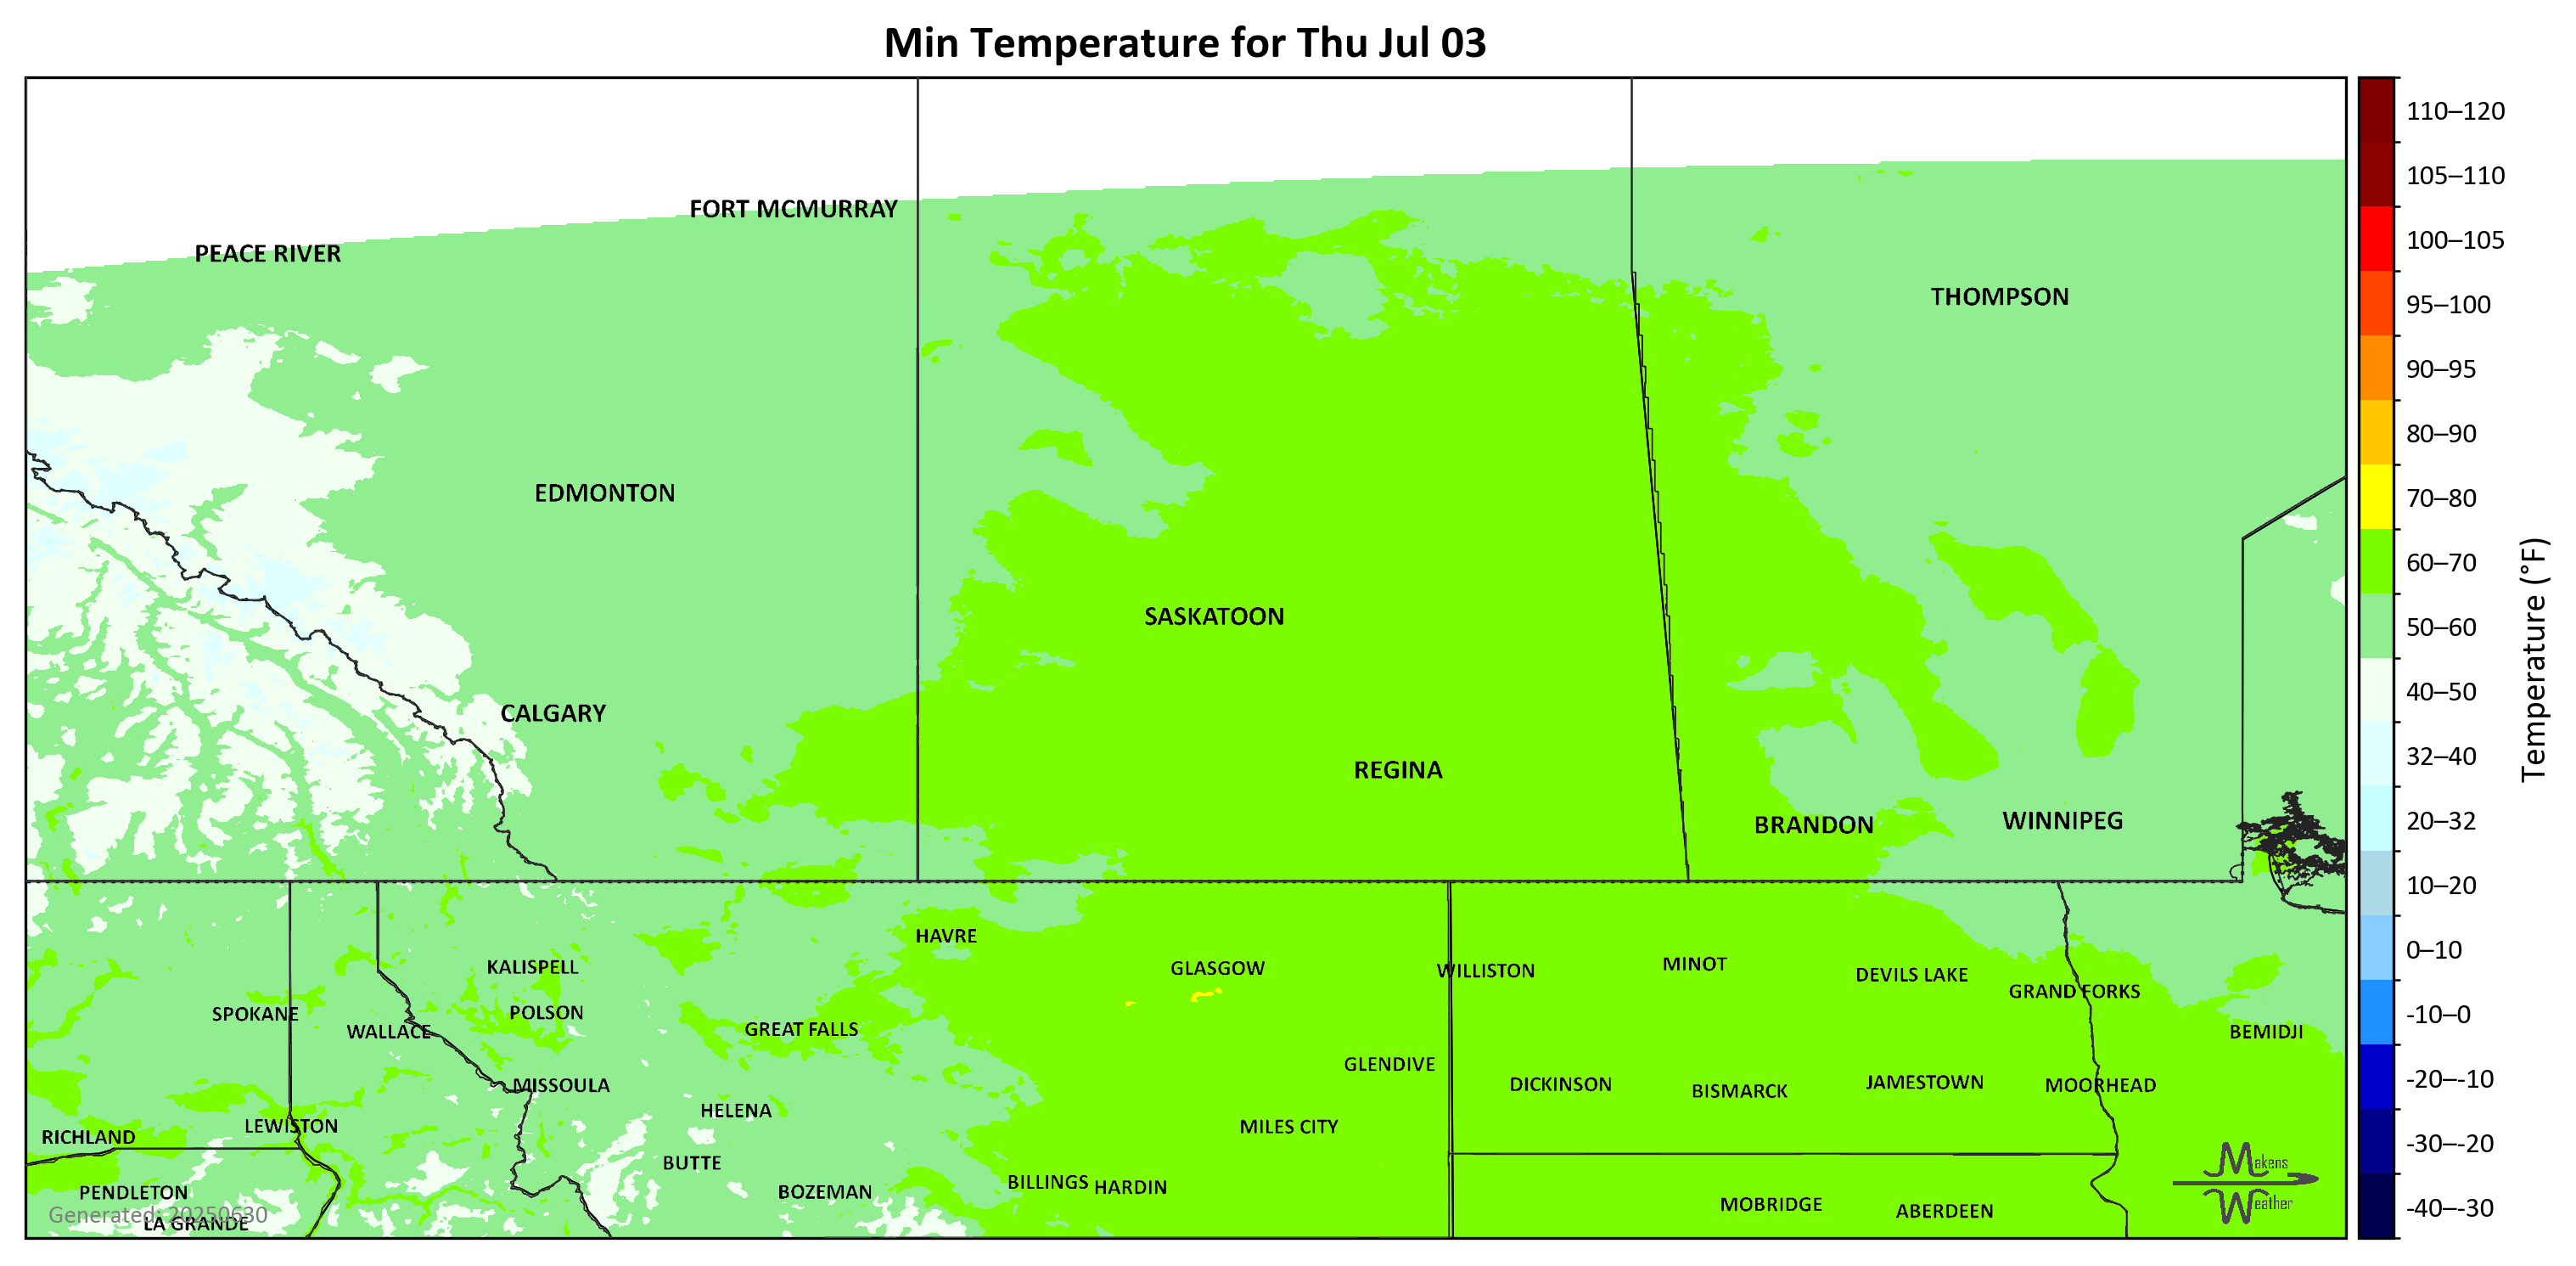 Min Temperature for Thu Jul 03
110–120
105–110
FORT MCMURRAY
100–105
PEACE RIVER
THOMPSON
95–100
90–95
80–90
EDMONTON
70–80
60–70
SASKATOON
50–60
Temperature (°F)
40–50
CALGARY
32–40
REGINA
BRANDON
WINNIPEG
20–32
10–20
HAVRE
0–10
KALISPELL
GLASGOW
WILLISTON
MINOT
DEVILS LAKE
GRAND FORKS
SPOKANE
POLSON
-10–0
WALLACE
GREAT FALLS
BEMIDJI
GLENDIVE
-20–-10
MISSOULA
DICKINSON
BISMARCK
JAMESTOWN
MOORHEAD
HELENA
LEWISTON
MILES CITY
RICHLAND
-30–-20
BUTTE
Makens
PENDLETON
BOZEMAN
BILLINGS
HARDIN
Weather
MOBRIDGE
ABERDEEN
-40–-30
Generated: 20250630
LA GRANDE